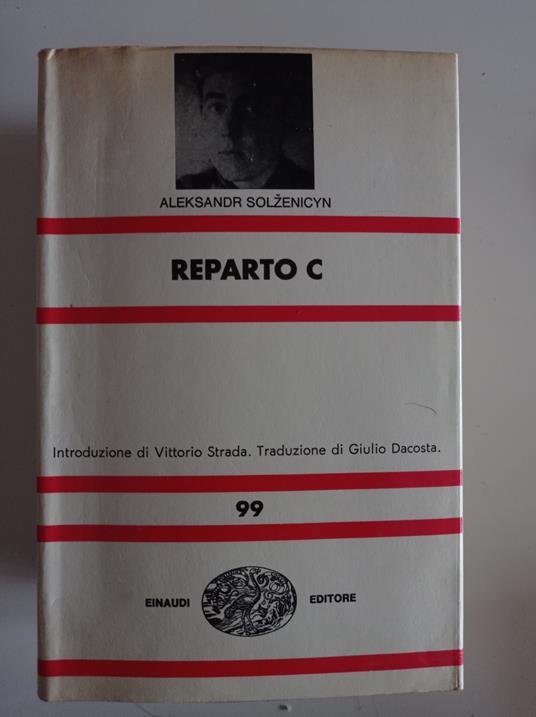 ALEKSANDR SOLŽENICYN
REPARTO C
Introduzione di Vittorio Strada. Traduzione di Giulio Dacosta.
99
EINAUDI EDITORE